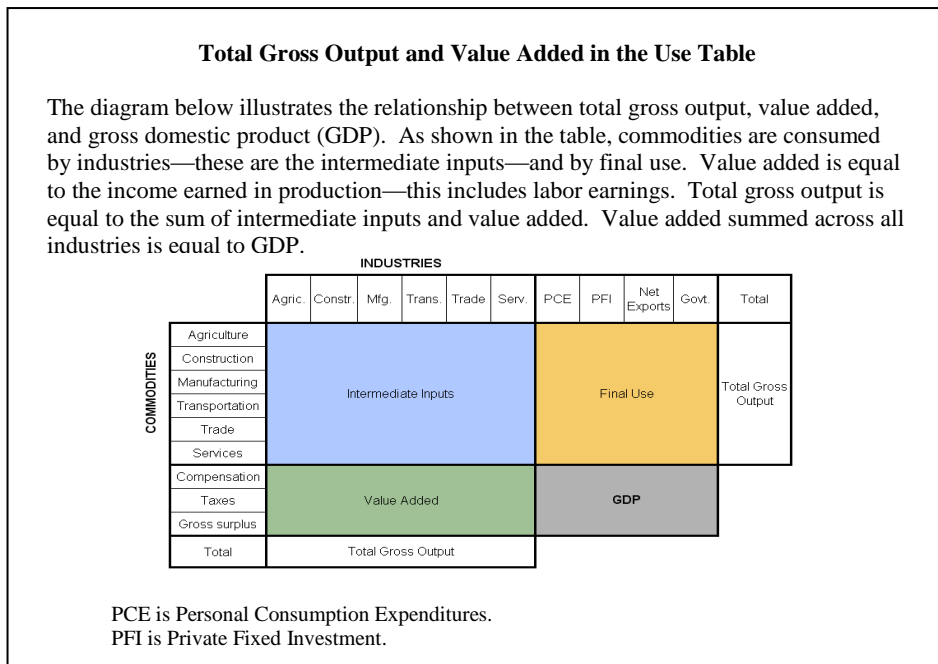 Total Gross Output and Value Added in the Use Table
The diagram below illustrates the relationship between total gross output, value added,
and gross domestic product (GDP).  As shown in the table, commodities are consumed
by industries—these are the intermediate inputs—and by final use.  Value added is equal
to the income earned in production—this includes labor earnings.  Total gross output is
equal to the sum of intermediate inputs and value added.  Value added summed across all
industries is equal to GDP.
INDUSTRIES
Agric. Constr. Mfg. Trans. Trade Serv. PCE PFI Net Exports Govt. Total
COMMODITIES
Agriculture
Construction
Manufacturing
Transportation
Trade
Services
Intermediate Inputs
Final Use
Total Gross
Output
Compensation
Taxes
Gross surplus
Value Added
GDP
Total
Total Gross Output
PCE is Personal Consumption Expenditures.
PFI is Private Fixed Investment.